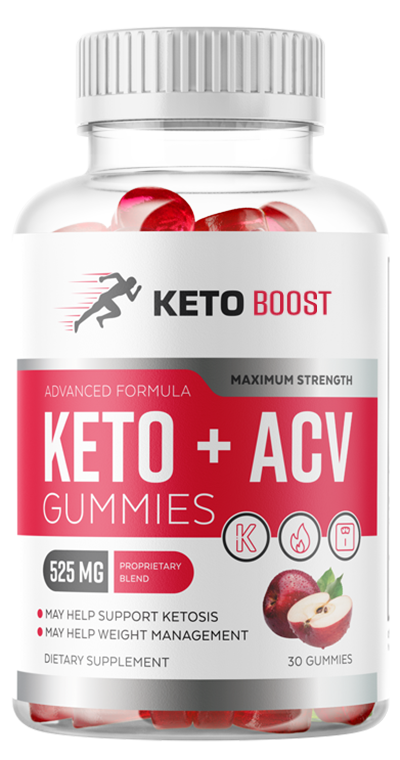 KETO BOOST
MAXIMUM STRENGTH
ADVANCED FORMULA
KETO + ACV
GUMMIES
K
525 MG
PROPRIETARY
BLEND
MAY HELP SUPPORT KETOSIS
MAY HELP WEIGHT MANAGEMENT
DIETARY SUPPLEMENT
30 GUMMIES